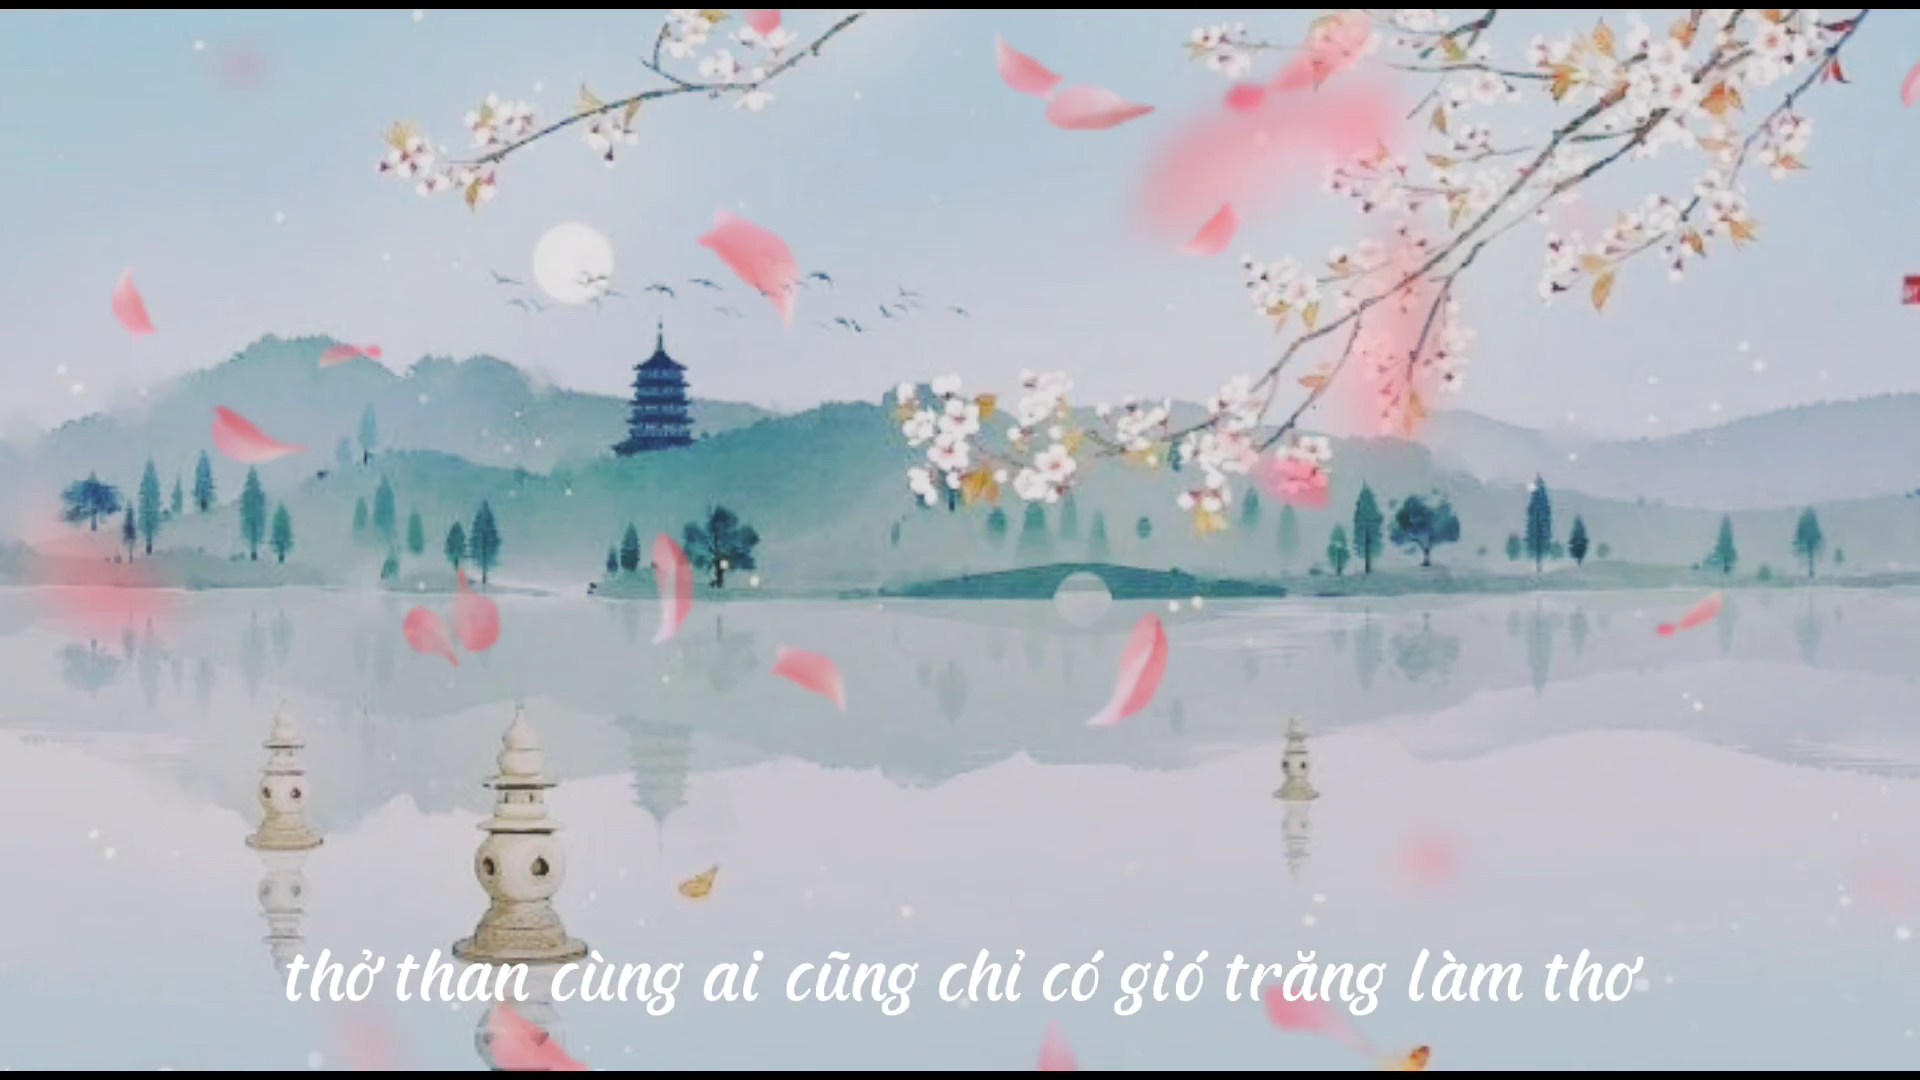 thở than cùng ai cũng chỉ có gió trăng làm thơ